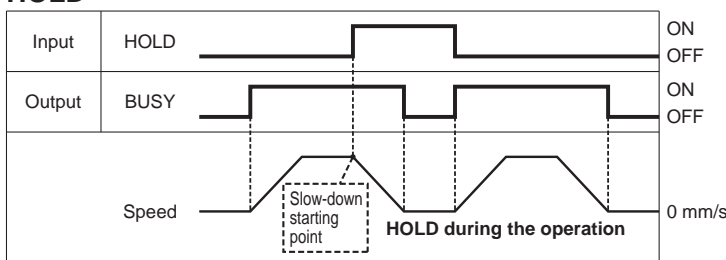 HOLD
Input HOLD ON
OFF
Output BUSY ON
OFF
Speed 0 mm/s
Slow-down
starting
point
HOLD during the operation